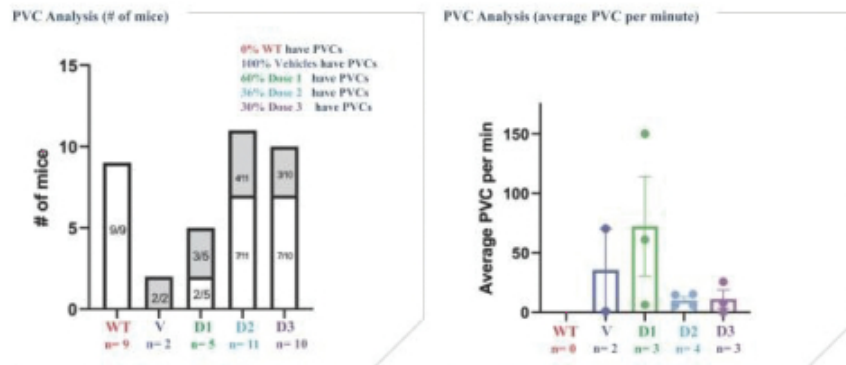 PVC Analysis (# of mice)
0% WT have PVCs
100% Vehicles have PVCs
60% Dose 1 have PVCs
36% Dose 2 have PVCs
30% Dose 3 have PVCs
# of mice
15
10
5
0
9/9
2/2
3/5
2/5
4/11
7/11
3/10
7/10
WT V D1 D2 D3
n= 9 n= 2 n= 5 n= 11 n= 10
PVC Analysis (average PVC per minute)
Average PVC per min
150
100
50
0
WT V D1 D2 D3
n= 0 n= 2 n= 3 n= 4 n= 3